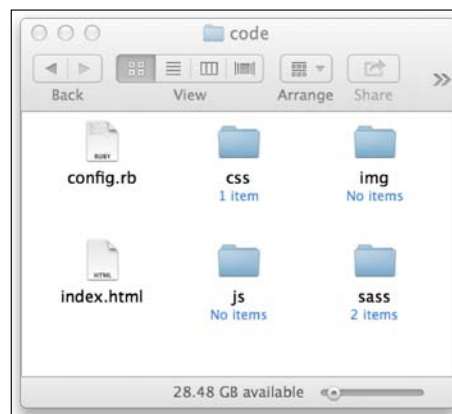 code
Back View Arrange Share
RUBY
config.rb css img
1 item No items
HTML
index.html js sass
No items 2 items
28.48 GB available